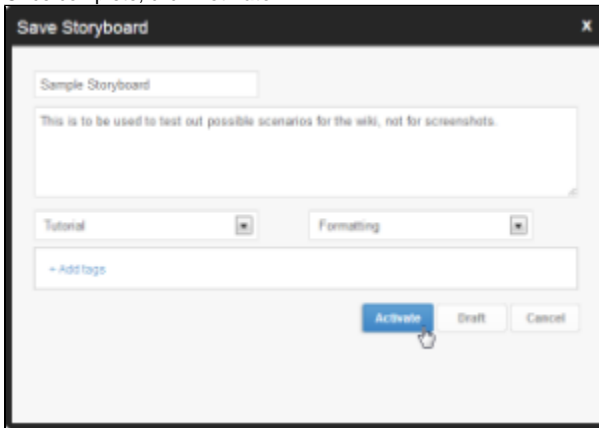 Save Storyboard x
Sample Storyboard
This is to be used to test out possible scenarios for the wiki, not for screenshots.
Tutorial Formatting
+ Add tags
Activate Draft Cancel